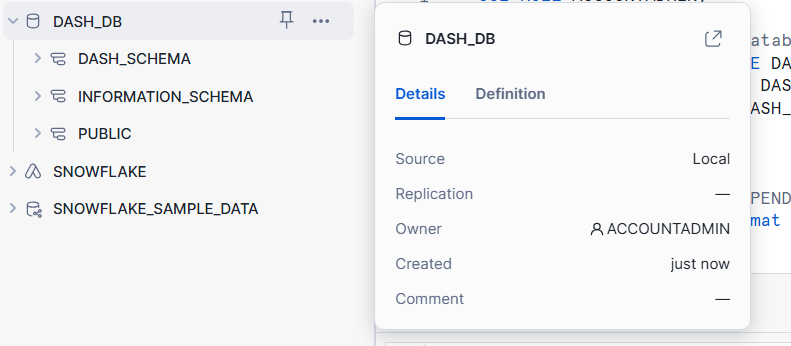 DASH_DB
DASH_SCHEMA
INFORMATION_SCHEMA
PUBLIC
SNOWFLAKE
SNOWFLAKE_SAMPLE_DATA
DASH_DB
Details Definition
Source Local
Replication —
Owner ACCOUNTADMIN
Created just now
Comment —
atab
E DA
DAS
ASH_
PEND
mat